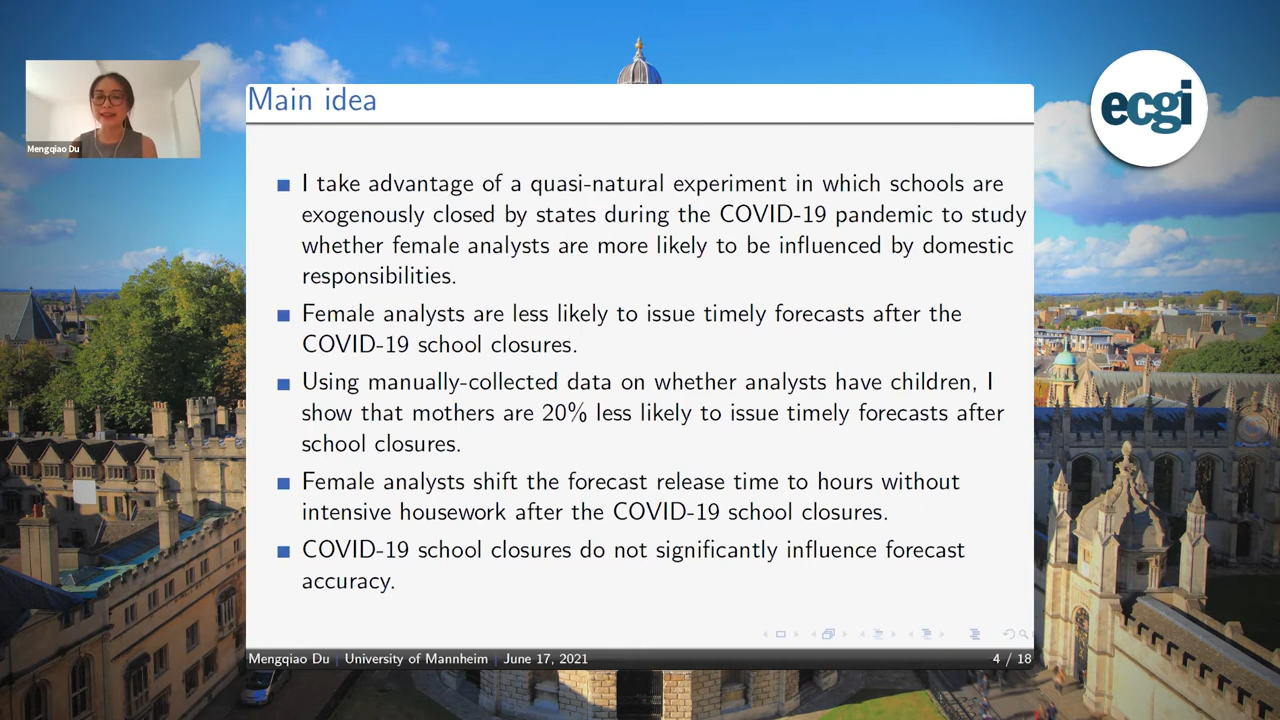 Mengqiao Du
ecgi
Main idea
I take advantage of a quasi-natural experiment in which schools are
exogenously closed by states during the COVID-19 pandemic to study
whether female analysts are more likely to be influenced by domestic
responsibilities.
Female analysts are less likely to issue timely forecasts after the
COVID-19 school closures.
Using manually-collected data on whether analysts have children, I
show that mothers are 20% less likely to issue timely forecasts after
school closures.
Female analysts shift the forecast release time to hours without
intensive housework after the COVID-19 school closures.
COVID-19 school closures do not significantly influence forecast
accuracy.
Mengqiao Du | University of Mannheim | June 17, 2021 4 / 18